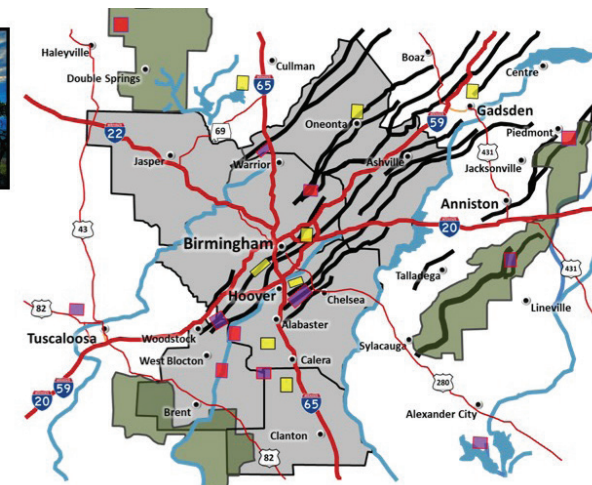 Haleyville
Double Springs
Cullman
65
Boaz
Centre
22
69
Oneonta
59
Gadsden
Piedmont
Jasper
Warrior
Ashville
431
Jacksonville
43
Anniston
20
Birmingham
Talladega
431
82
Hoover
Chelsea
Lineville
Tuscaloosa
Woodstock
Alabaster
West Blocton
Calera
Sylacauga
280
20
59
Brent
65
Alexander City
Clanton
82